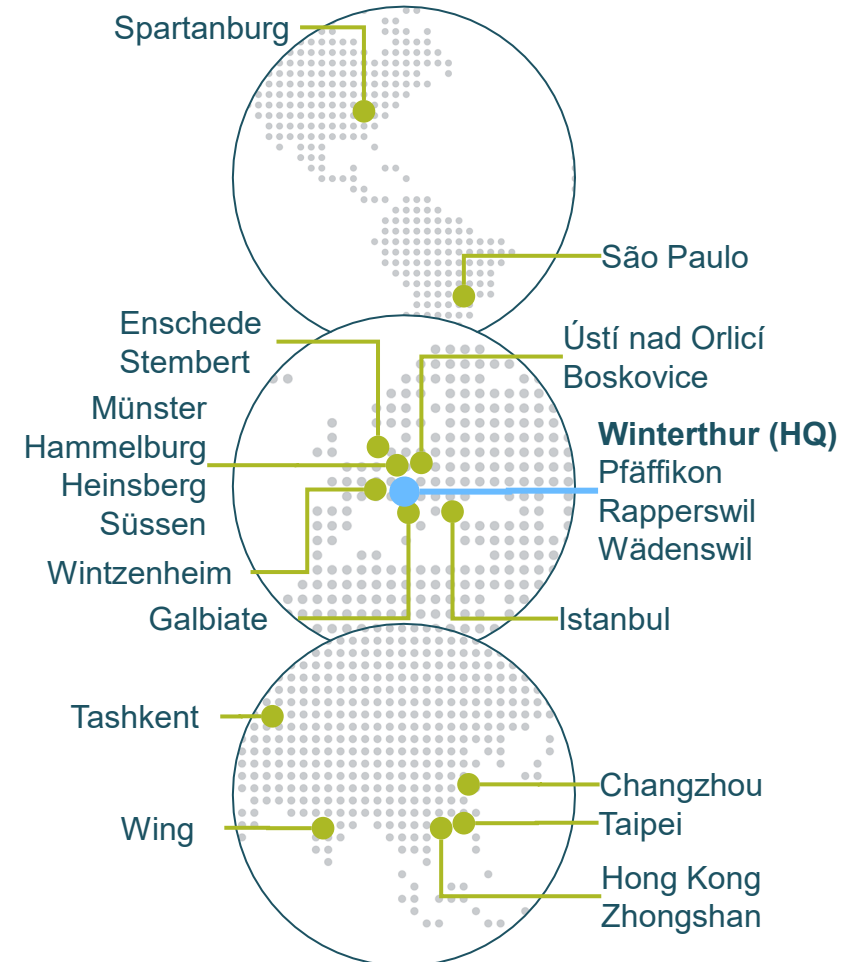 Spartanburg
São Paulo
Enschede
Stembert
Ústí nad Orlicí
Boskovice
Münster
Hammelburg
Heinsberg
Süssen
Winterthur (HQ)
Pfäffikon
Rapperswil
Wädenswil
Wintzenheim
Galbiate
Istanbul
Tashkent
Changzhou
Taipei
Wing
Hong Kong
Zhongshan